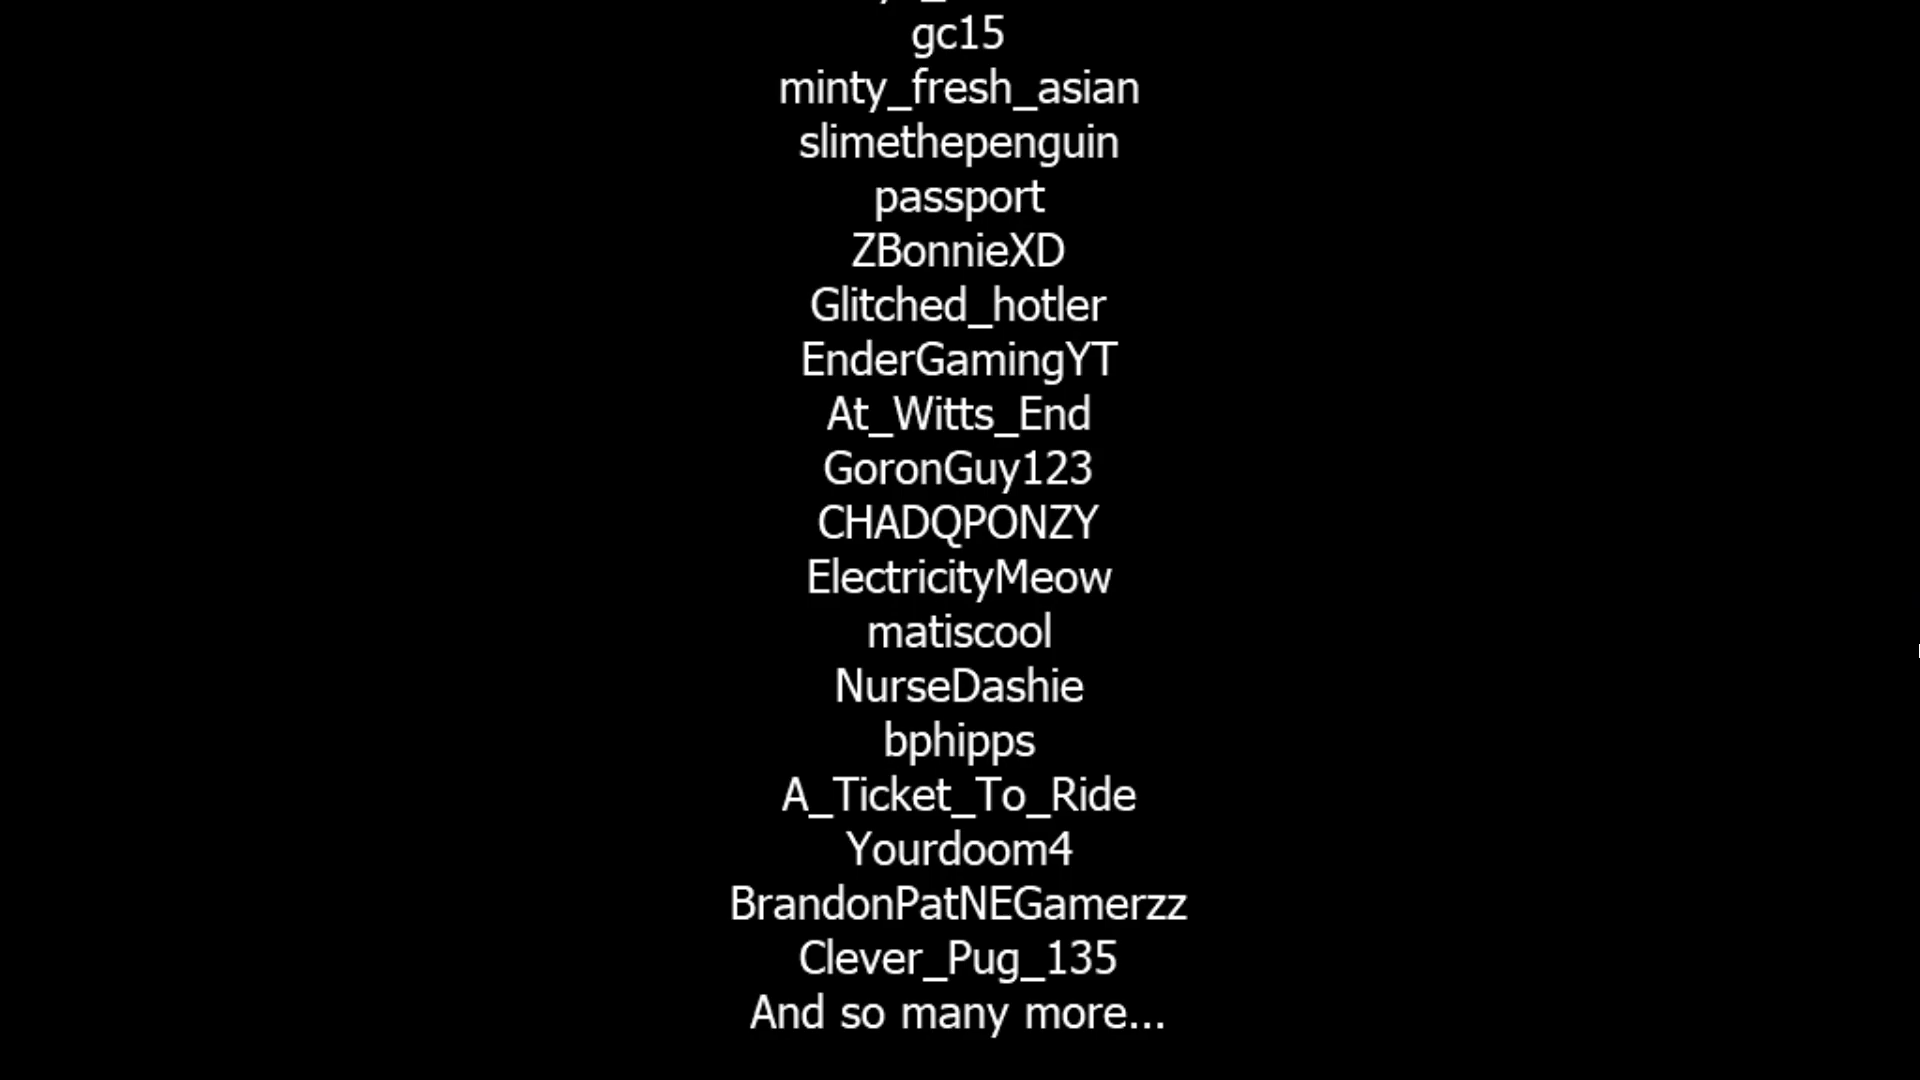 gc15
minty_fresh_asian
slimethepenguin
passport
ZBonnieXD
Glitched_hotler
EnderGamingYT
At_Witts_End
GoronGuy123
CHADQPONZY
ElectricityMeow
matiscool
NurseDashie
bphipps
A_Ticket_To_Ride
Yourdoom4
BrandonPatNEGamerzz
Clever_Pug_135
And so many more...